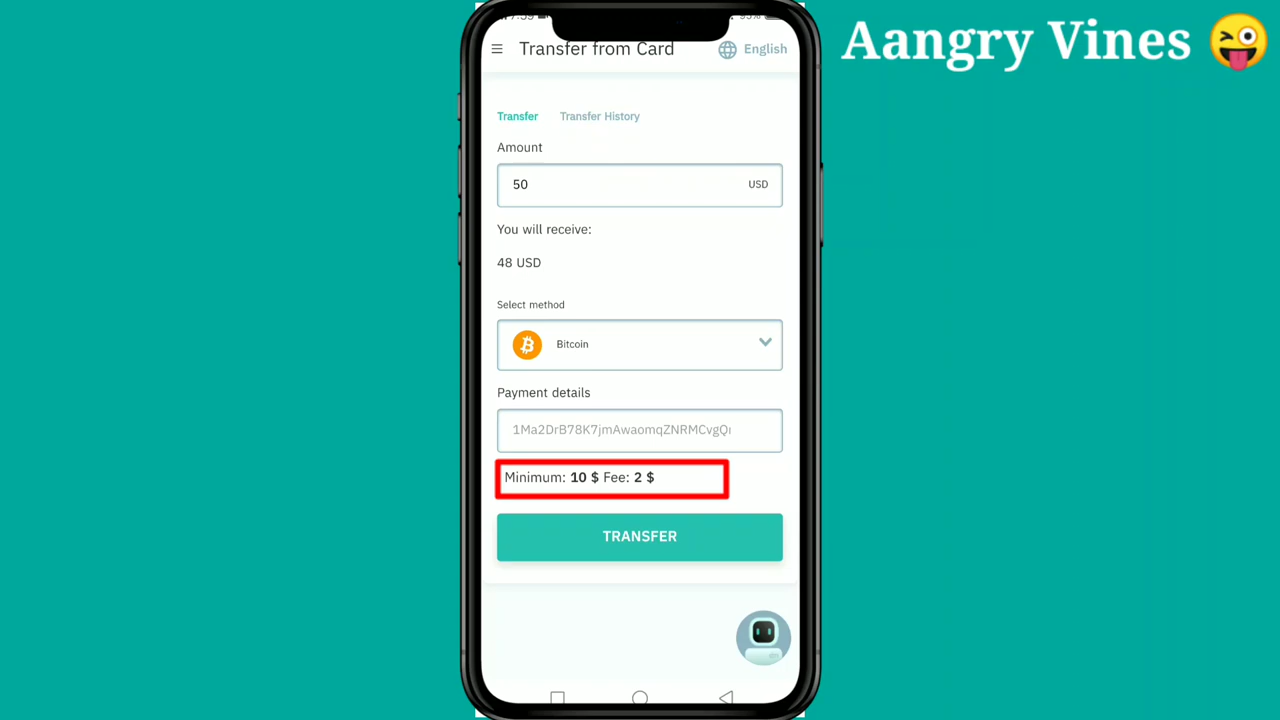 Aangry Vines
Transfer from Card
English
Transfer
Transfer History
Amount
50
USD
You will receive:
48 USD
Select method
Bitcoin
Payment details
Minimum: 10 $ Fee: 2 $
TRANSFER